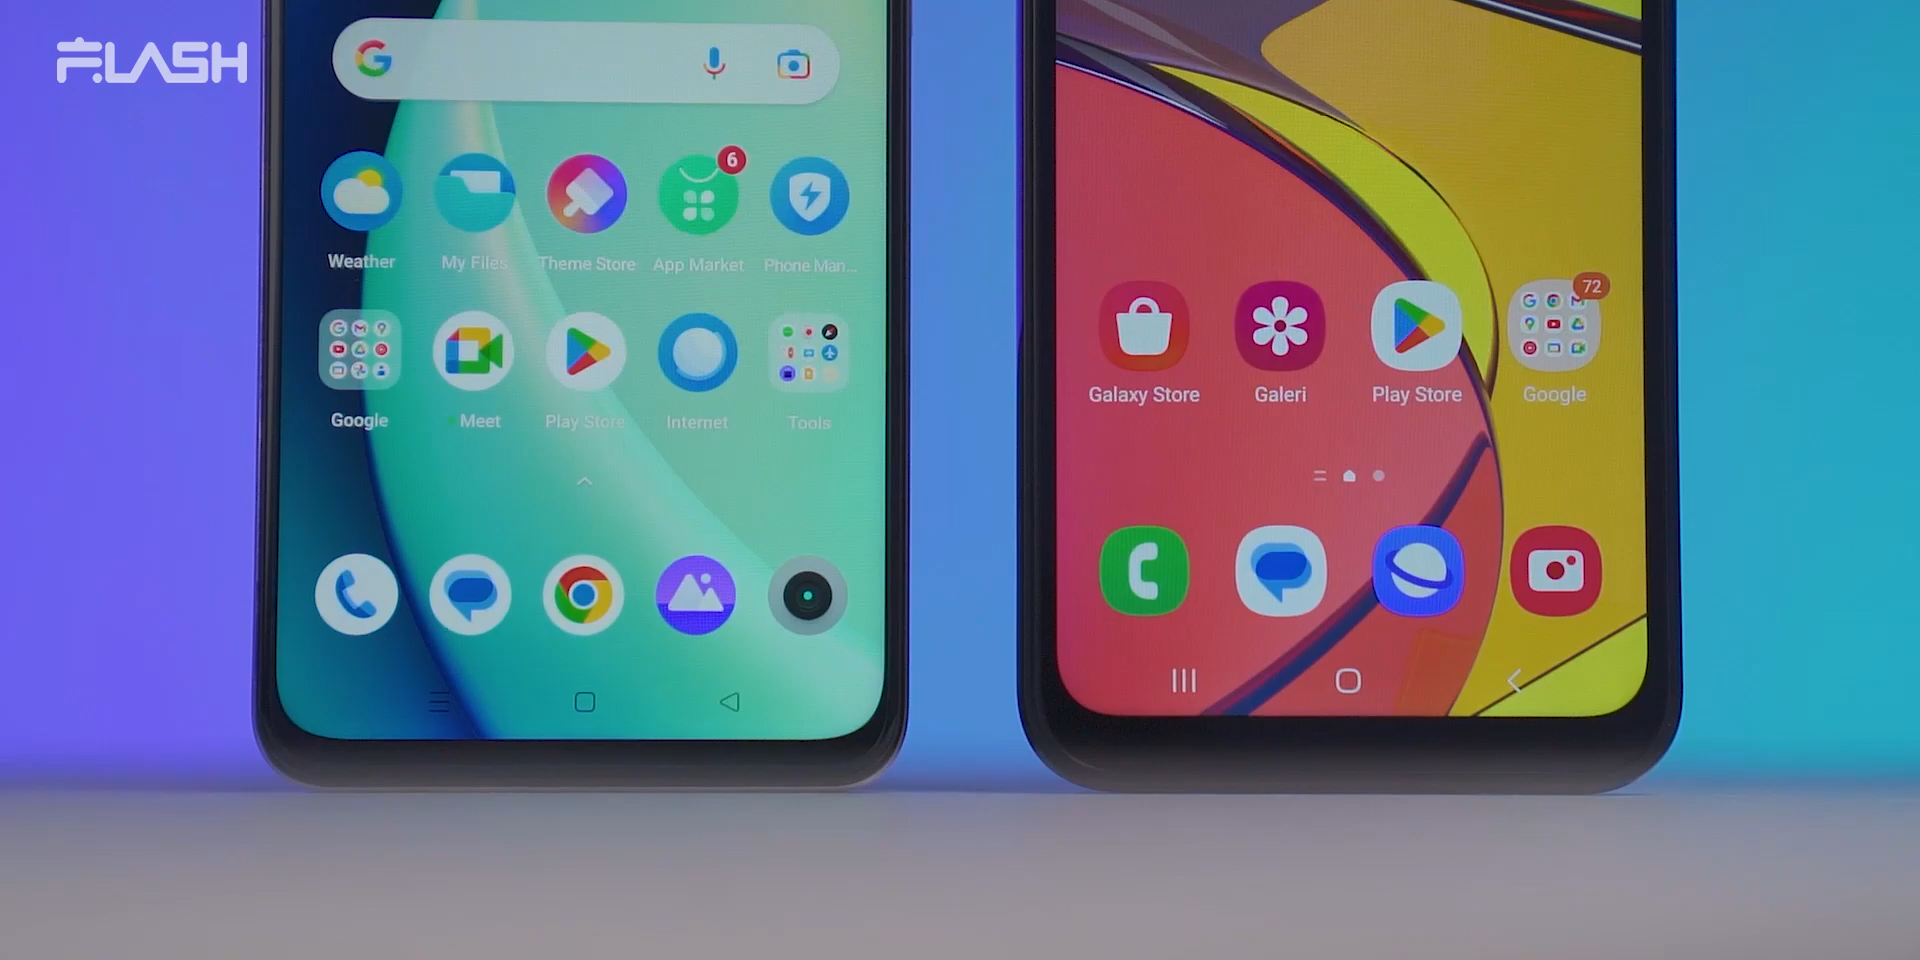 FLASH
6
Weather My Files Theme Store App Market Phone Man...
Google Meet Play Store Internet Tools
72
Galaxy Store Galeri Play Store Google